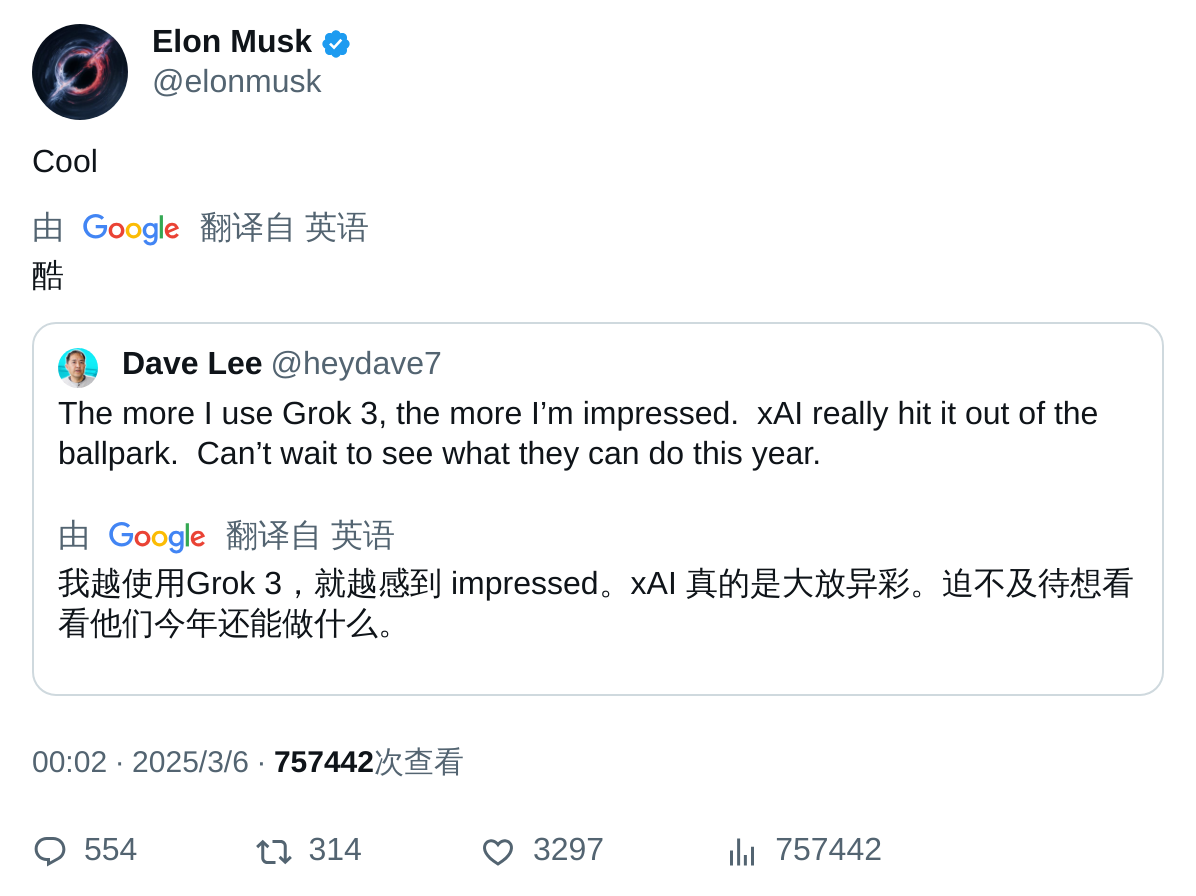 Elon Musk
@elonmusk
Cool
由 Google 翻译自 英语
酷
Dave Lee @heydave7
The more I use Grok 3, the more I’m impressed.  xAI really hit it out of the
ballpark.  Can’t wait to see what they can do this year.
由 Google 翻译自 英语
我越使用Grok 3，就越感到 impressed。xAI 真的是大放异彩。迫不及待想看
看他们今年还能做什么。
00:02 · 2025/3/6 · 757442次查看
554 314 3297 757442